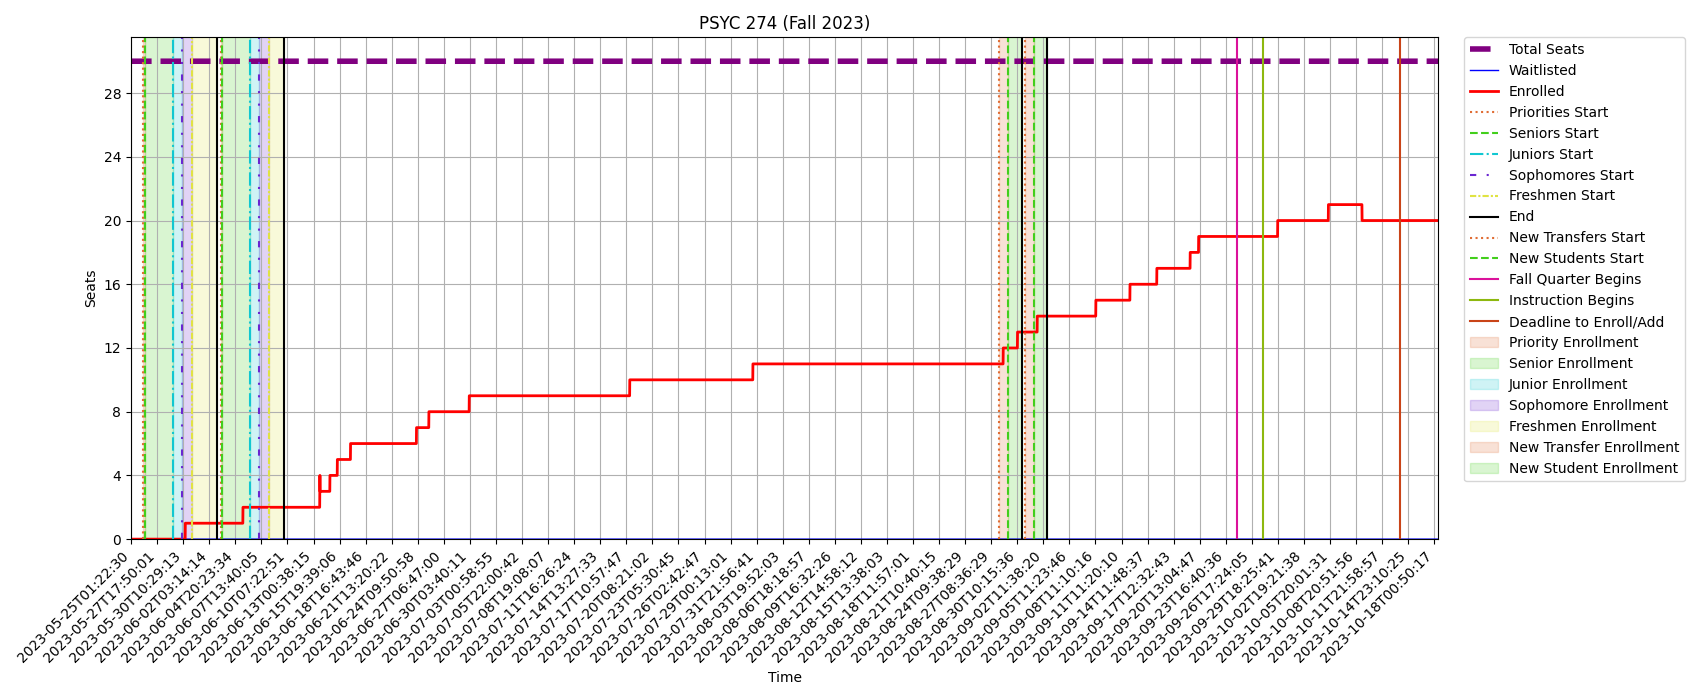 PSYC 274 (Fall 2023)
Seats
28
24
20
16
12
8
4
0
2023-05-25T01:22:30
2023-05-27T17:50:01
2023-05-30T10:29:13
2023-06-02T03:14:14
2023-06-04T20:23:34
2023-06-07T13:40:05
2023-06-10T07:22:51
2023-06-13T00:38:15
2023-06-15T19:39:06
2023-06-18T16:43:46
2023-06-21T13:20:22
2023-06-24T09:50:58
2023-06-27T06:47:00
2023-06-30T03:40:11
2023-07-03T00:58:55
2023-07-05T22:00:42
2023-07-08T19:08:07
2023-07-11T16:26:24
2023-07-14T13:27:33
2023-07-17T10:57:47
2023-07-20T08:21:02
2023-07-23T05:30:45
2023-07-26T02:42:47
2023-07-29T00:13:01
2023-07-31T21:56:41
2023-08-03T19:52:03
2023-08-06T18:18:57
2023-08-09T16:32:26
2023-08-12T14:58:12
2023-08-15T13:38:03
2023-08-18T11:57:01
2023-08-21T10:40:15
2023-08-24T09:38:29
2023-08-27T08:36:29
2023-08-30T10:15:36
2023-09-02T11:38:20
2023-09-05T11:23:46
2023-09-08T11:10:16
2023-09-11T11:20:10
2023-09-14T11:48:37
2023-09-17T12:32:43
2023-09-20T13:04:47
2023-09-23T16:40:36
2023-09-26T17:24:05
2023-09-29T18:25:41
2023-10-02T19:21:38
2023-10-05T20:01:31
2023-10-08T20:51:56
2023-10-11T21:58:57
2023-10-14T23:10:25
2023-10-18T00:50:17
Time
Total Seats
Waitlisted
Enrolled
Priorities Start
Seniors Start
Juniors Start
Sophomores Start
Freshmen Start
End
New Transfers Start
New Students Start
Fall Quarter Begins
Instruction Begins
Deadline to Enroll/Add
Priority Enrollment
Senior Enrollment
Junior Enrollment
Sophomore Enrollment
Freshmen Enrollment
New Transfer Enrollment
New Student Enrollment